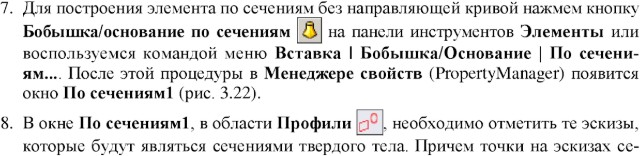 7. Для построения элемента по сечениям без направляющей кривой нажмем кнопку
Бобышка/основание по сечениям на панели инструментов Элементы или
воспользуемся командой меню Вставка | Бобышка/Основание | По сечени-
ям.... После этой процедуры в Менеджере свойств (PropertyManager) появится
окно По сечениям1 (рис. 3.22).
8. В окне По сечениям1, в области Профили , необходимо отметить те эскизы,
которые будут являться сечениями твердого тела. Причем точки на эскизах се-